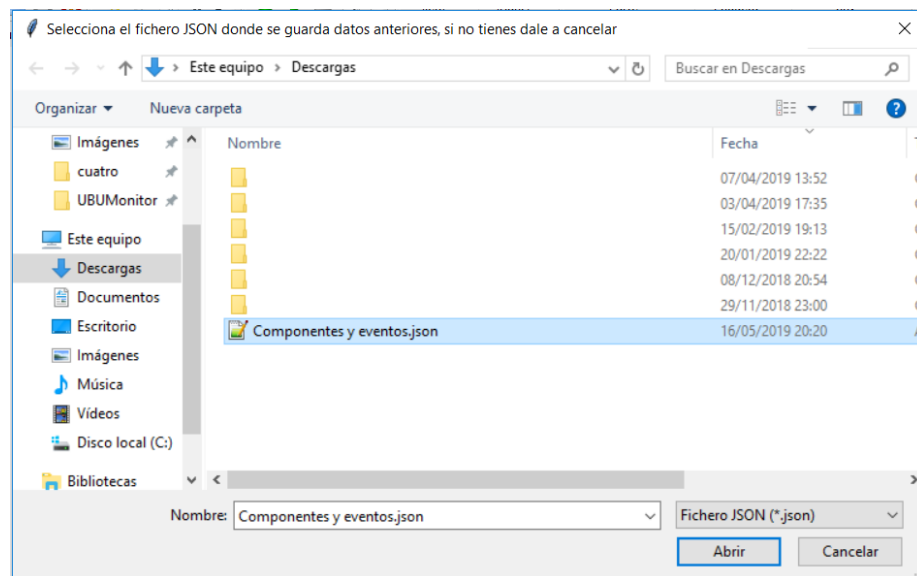 Selecciona el fichero JSON donde se guarda datos anteriores, si no tienes dale a cancelar
Este equipo > Descargas
Buscar en Descargas
Organizar
Nueva carpeta
?
Imágenes
cuatro
UBUMonitor
Este equipo
Descargas
Documentos
Escritorio
Imágenes
Música
Vídeos
Disco local (C:)
Bibliotecas
Nombre
Fecha
07/04/2019 13:52
03/04/2019 17:35
15/02/2019 19:13
20/01/2019 22:22
08/12/2018 20:54
29/11/2018 23:00
Componentes y eventos.json
16/05/2019 20:20
Nombre: Componentes y eventos.json
Fichero JSON (*.json)
Abrir
Cancelar